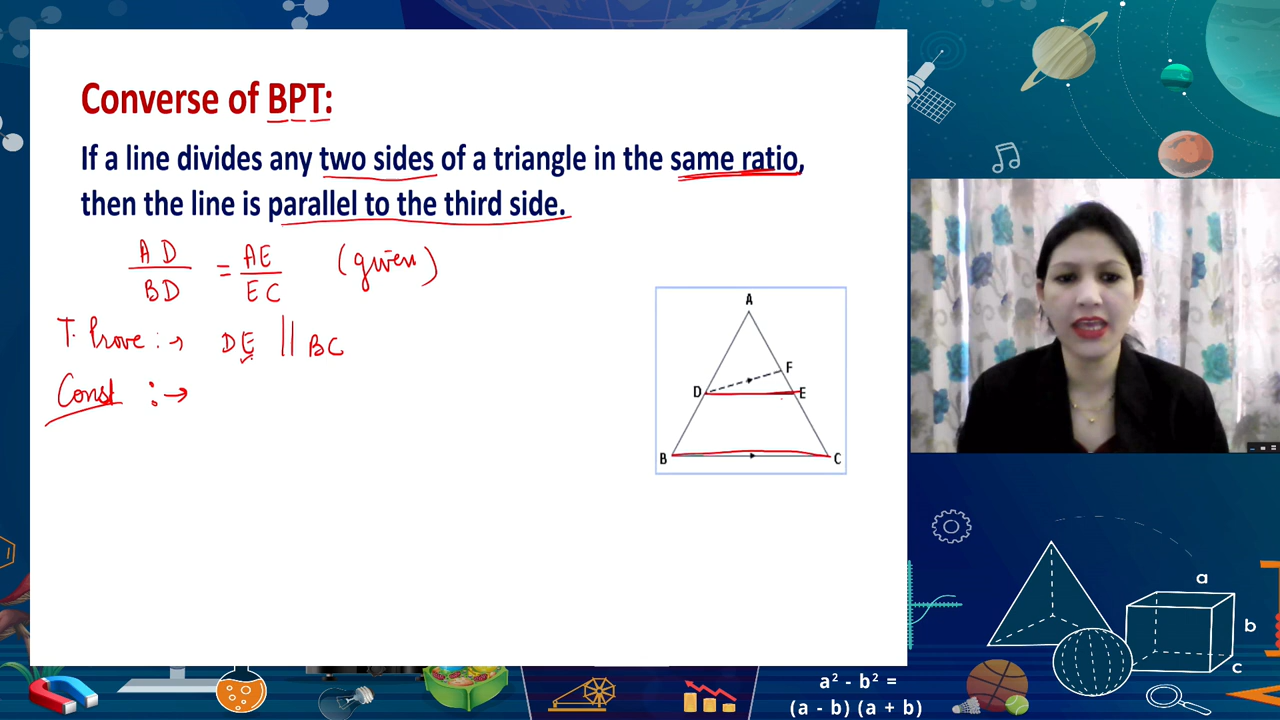 Converse of BPT:
If a line divides any two sides of a triangle in the same ratio,
then the line is parallel to the third side.
AD/BD = AE/EC (given)
T. Prove :→ DE || BC
Const :→
A
F
D
E
B
C
a
b
c
a² - b² =
(a - b) (a + b)